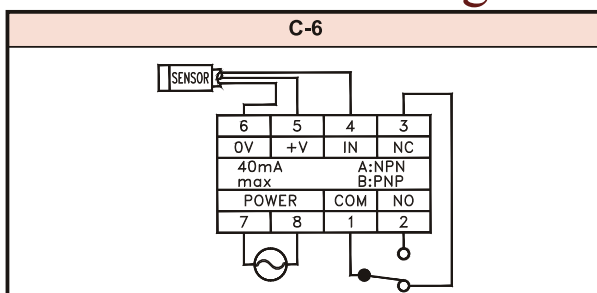 C-6
SENSOR
6 5 4 3
0V +V IN NC
40mA A:NPN
max B:PNP
POWER COM NO
7 8 1 2